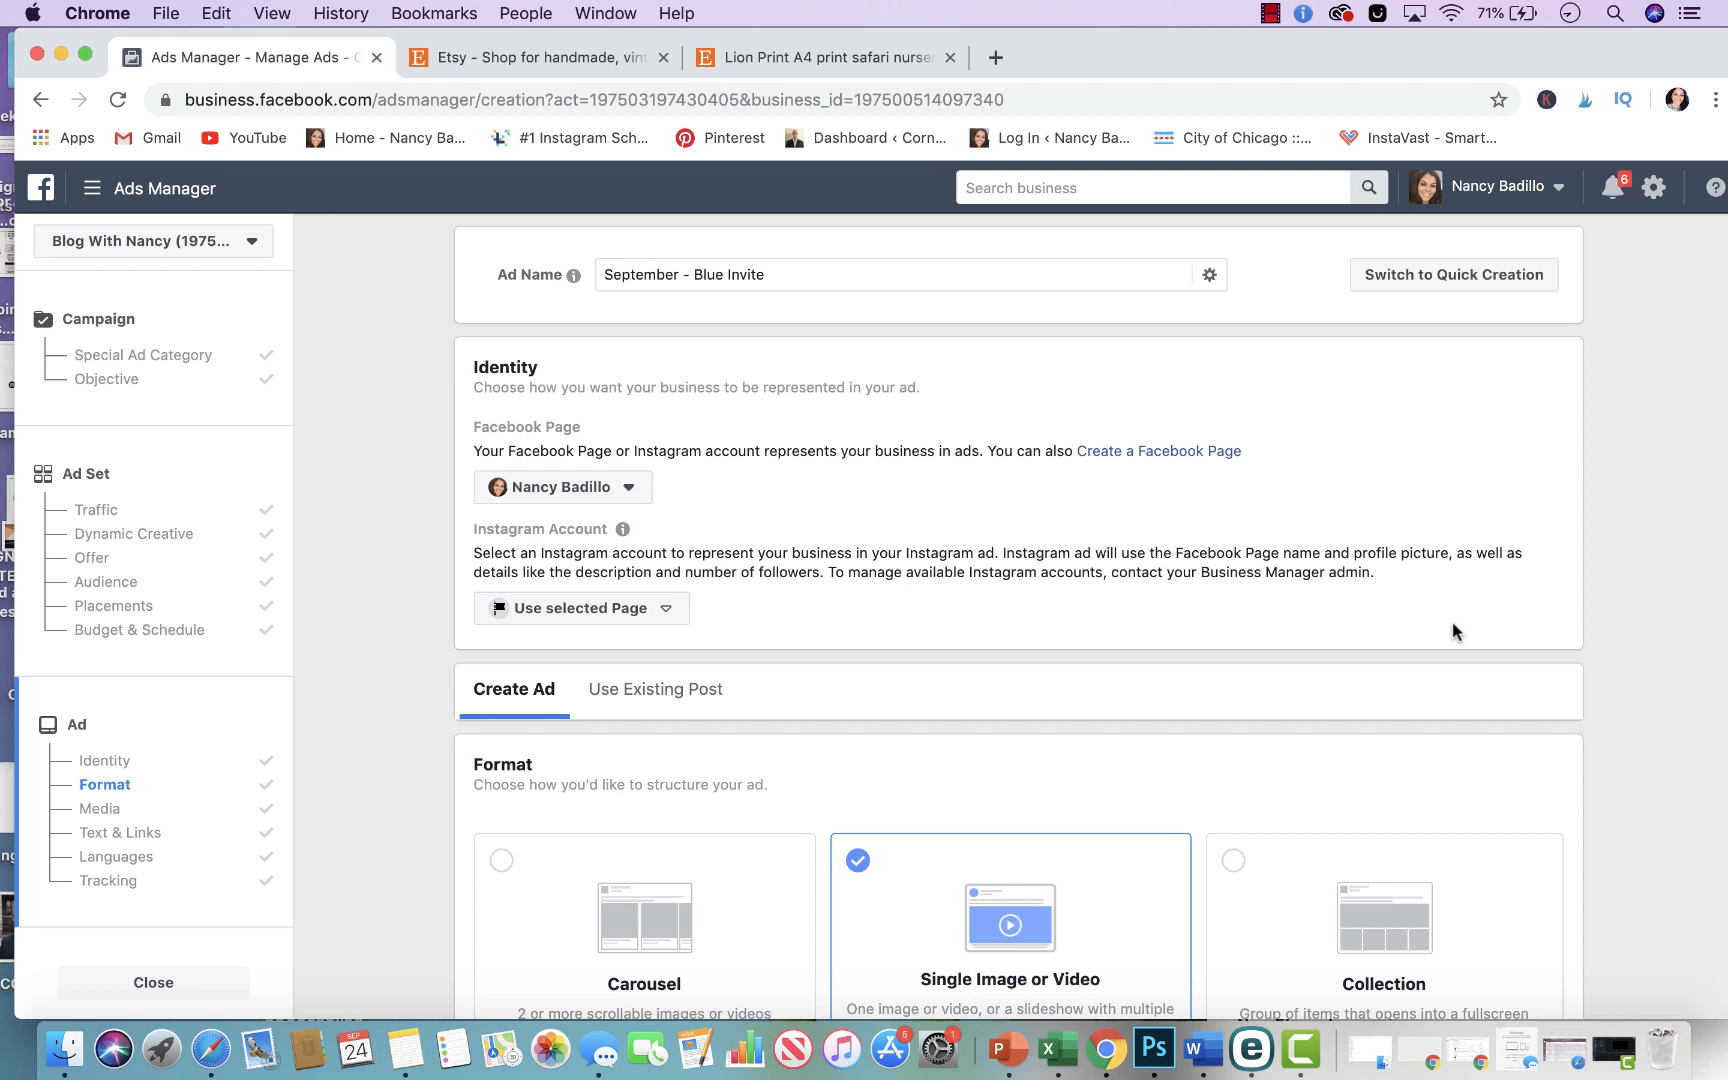 Chrome File Edit View History Bookmarks People Window Help 71%
Ads Manager - Manage Ads - Etsy - Shop for handmade, vint Lion Print A4 print safari nurse
business.facebook.com/adsmanager/creation?act=197503197430405&business_id=197500514097340
Apps Gmail YouTube Home - Nancy Ba... #1 Instagram Sch... Pinterest Dashboard ‹ Corn... Log In ‹ Nancy Ba... City of Chicago ::... InstaVast - Smart...
Ads Manager Search business Nancy Badillo 6
Blog With Nancy (1975...
Ad Name September - Blue Invite Switch to Quick Creation
Campaign
Special Ad Category
Objective
Ad Set
Traffic
Dynamic Creative
Offer
Audience
Placements
Budget & Schedule
Ad
Identity
Format
Media
Text & Links
Languages
Tracking
Close
Identity
Choose how you want your business to be represented in your ad.
Facebook Page
Your Facebook Page or Instagram account represents your business in ads. You can also Create a Facebook Page
Nancy Badillo
Instagram Account
Select an Instagram account to represent your business in your Instagram ad. Instagram ad will use the Facebook Page name and profile picture, as well as
details like the description and number of followers. To manage available Instagram accounts, contact your Business Manager admin.
Use selected Page
Create Ad Use Existing Post
Format
Choose how you'd like to structure your ad.
Carousel
2 or more scrollable images or videos
Single Image or Video
One image or video, or a slideshow with multiple
Collection
Group of items that opens into a fullscreen
SEP
24
5
1
P X Ps W e C